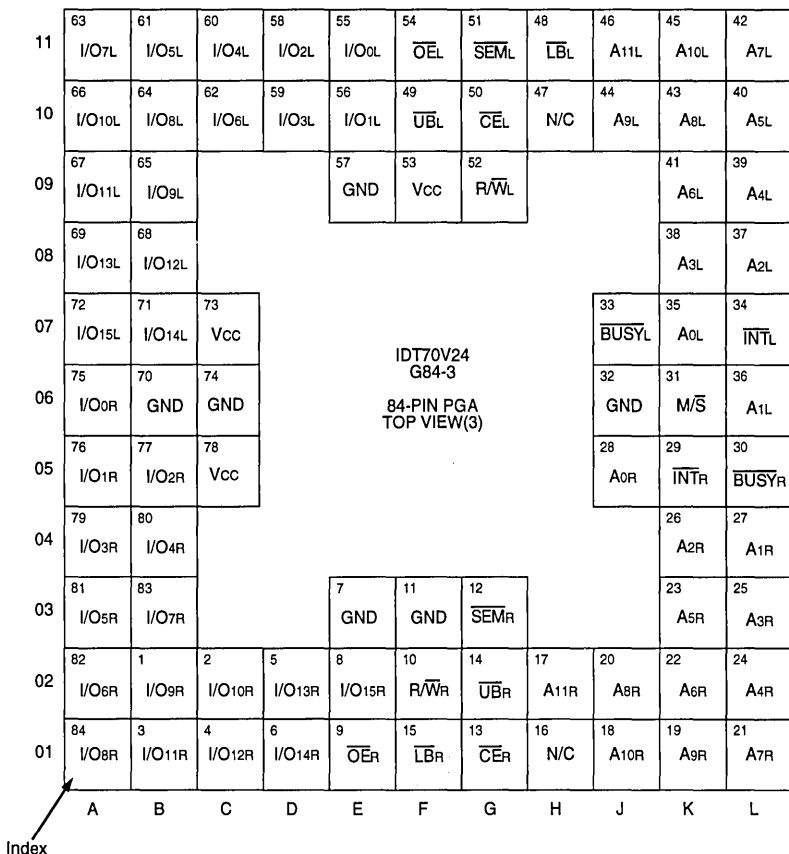 63 61 60 58 55 54 51 48 46 45 42
11 I/O7L I/O5L I/O4L I/O2L I/O0L OEL SEML LBL A11L A10L A7L
66 64 62 59 56 49 50 47 44 43 40
10 I/O10L I/O8L I/O6L I/O3L I/O1L UBL CEL N/C A9L A8L A5L
67 65 57 53 52 41 39
09 I/O11L I/O9L GND VCC R/WL A6L A4L
69 68 38 37
08 I/O13L I/O12L A3L A2L
72 71 73 33 35 34
07 I/O15L I/O14L VCC BUSYL A0L INTL
IDT70V24
G84-3
75 70 74 32 31 36
06 I/O0R GND GND GND M/S A1L
84-PIN PGA
TOP VIEW(3)
76 77 78 28 29 30
05 I/O1R I/O2R VCC A0R INTR BUSYR
79 80 26 27
04 I/O3R I/O4R A2R A1R
81 83 7 11 12 23 25
03 I/O5R I/O7R GND GND SEMR A5R A3R
82 1 2 5 8 10 14 17 20 22 24
02 I/O6R I/O9R I/O10R I/O13R I/O15R R/WR UBR A11R A8R A6R A4R
84 3 4 6 9 15 13 16 18 19 21
01 I/O8R I/O11R I/O12R I/O14R OER LBR CER N/C A10R A9R A7R
A B C D E F G H J K L
Index